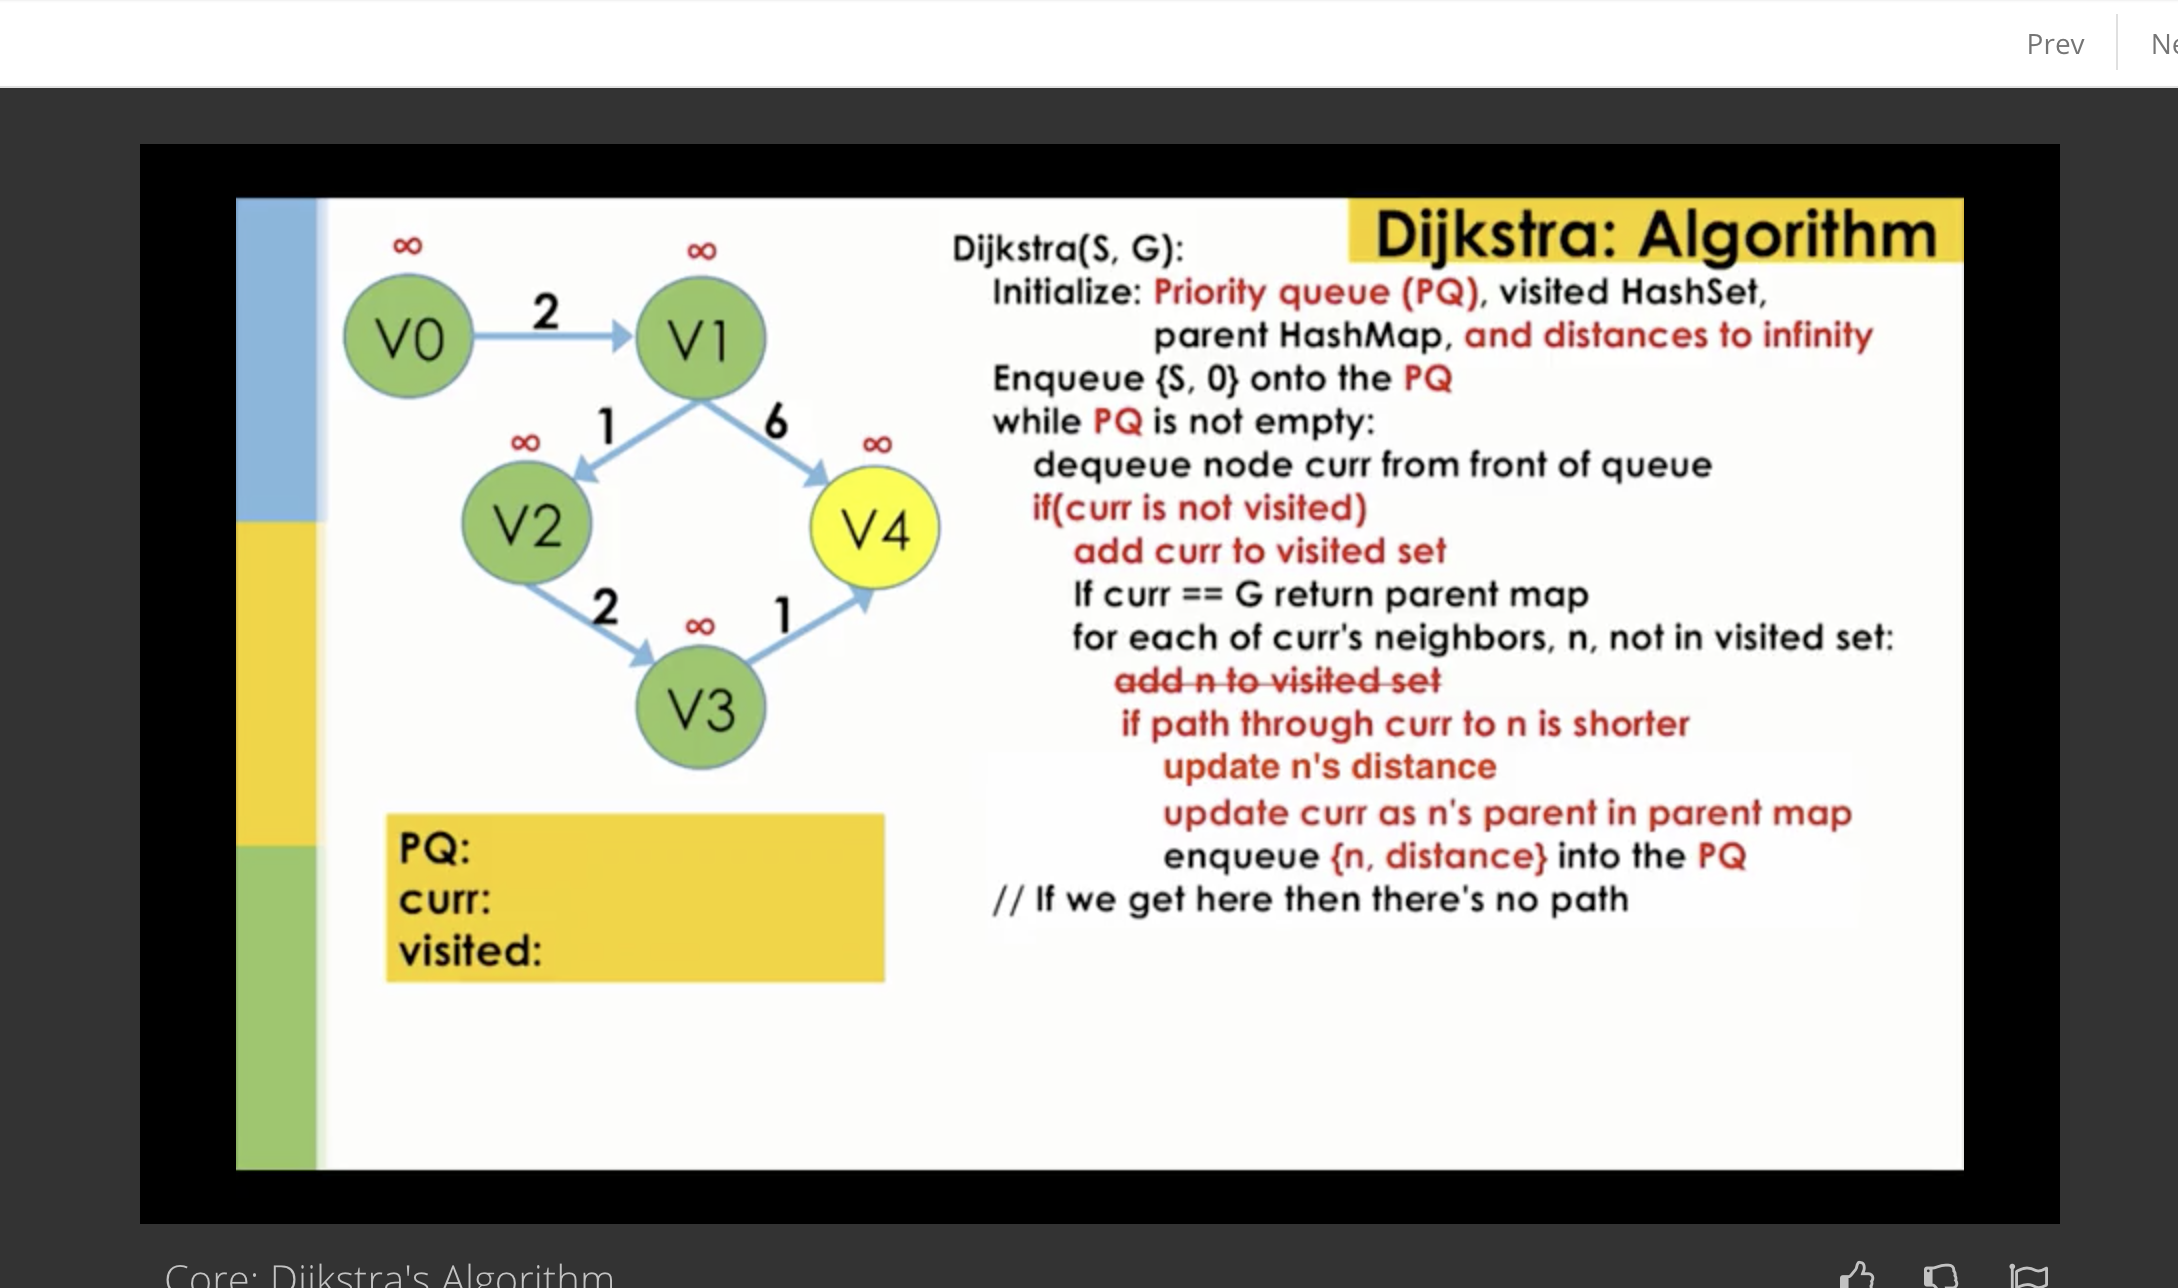 Prev
∞
∞
Dijkstra: Algorithm
Dijkstra(S, G):
Initialize: Priority queue (PQ), visited HashSet,
parent HashMap, and distances to infinity
Enqueue {S, 0} onto the PQ
while PQ is not empty:
dequeue node curr from front of queue
if(curr is not visited)
add curr to visited set
If curr == G return parent map
for each of curr's neighbors, n, not in visited set:
add n to visited set
if path through curr to n is shorter
update n's distance
update curr as n's parent in parent map
enqueue {n, distance} into the PQ
// If we get here then there's no path
V0
2
V1
1
6
∞
∞
V2
V4
2
∞
1
V3
PQ:
curr:
visited:
Core: Dijkstra's Algorithm